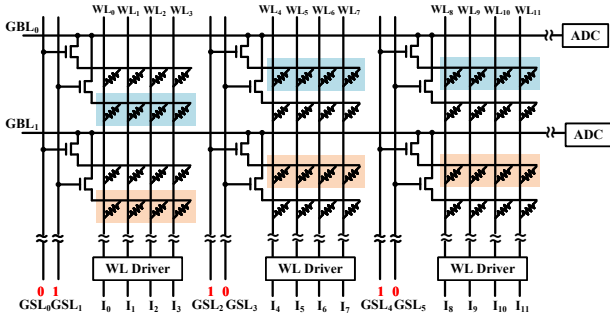 WL0 WL1 WL2 WL3 WL4 WL5 WL6 WL7 WL8 WL9 WL10 WL11
GBL0 ADC
GBL1 ADC
WL Driver WL Driver WL Driver
0 1 1 0 1 0
GSL0 GSL1 I0 I1 I2 I3 GSL2 GSL3 I4 I5 I6 I7 GSL4 GSL5 I8 I9 I10 I11